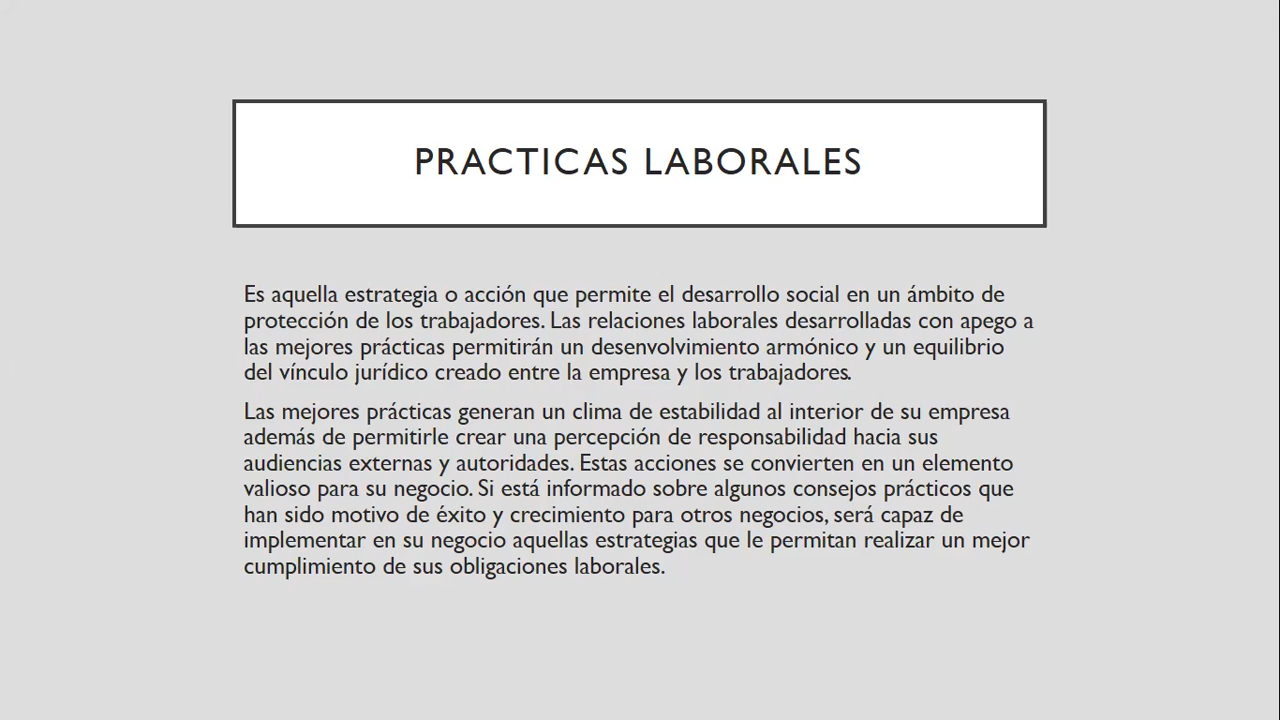 PRACTICAS LABORALES
Es aquella estrategia o acción que permite el desarrollo social en un ámbito de
protección de los trabajadores. Las relaciones laborales desarrolladas con apego a
las mejores prácticas permitirán un desenvolvimiento armónico y un equilibrio
del vínculo jurídico creado entre la empresa y los trabajadores.
Las mejores prácticas generan un clima de estabilidad al interior de su empresa
además de permitirle crear una percepción de responsabilidad hacia sus
audiencias externas y autoridades. Estas acciones se convierten en un elemento
valioso para su negocio. Si está informado sobre algunos consejos prácticos que
han sido motivo de éxito y crecimiento para otros negocios, será capaz de
implementar en su negocio aquellas estrategias que le permitan realizar un mejor
cumplimiento de sus obligaciones laborales.